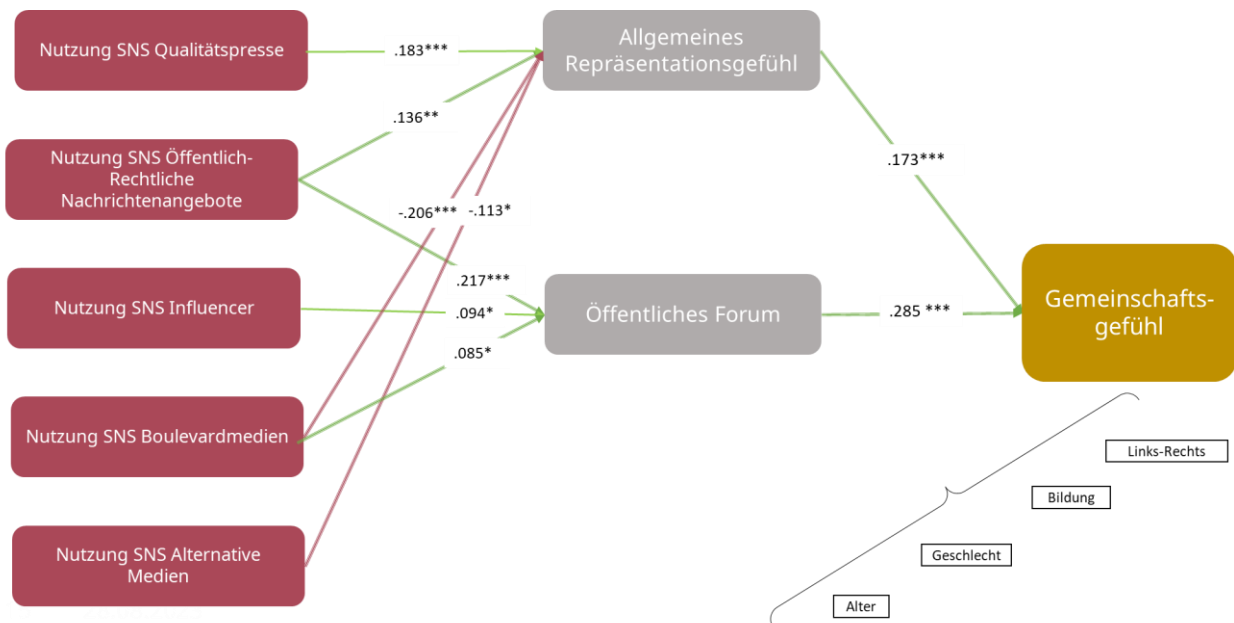 Nutzung SNS Qualitätspresse
.183***
Allgemeines
Repräsentationsgefühl
.136**
Nutzung SNS Öffentlich-
Rechtliche
Nachrichtenangebote
.173***
-.206***
-.113*
.217***
Nutzung SNS Influencer
.094*
Öffentliches Forum
.285 ***
Gemeinschafts-
gefühl
.085*
Nutzung SNS Boulevardmedien
Links-Rechts
Bildung
Nutzung SNS Alternative
Medien
Geschlecht
Alter